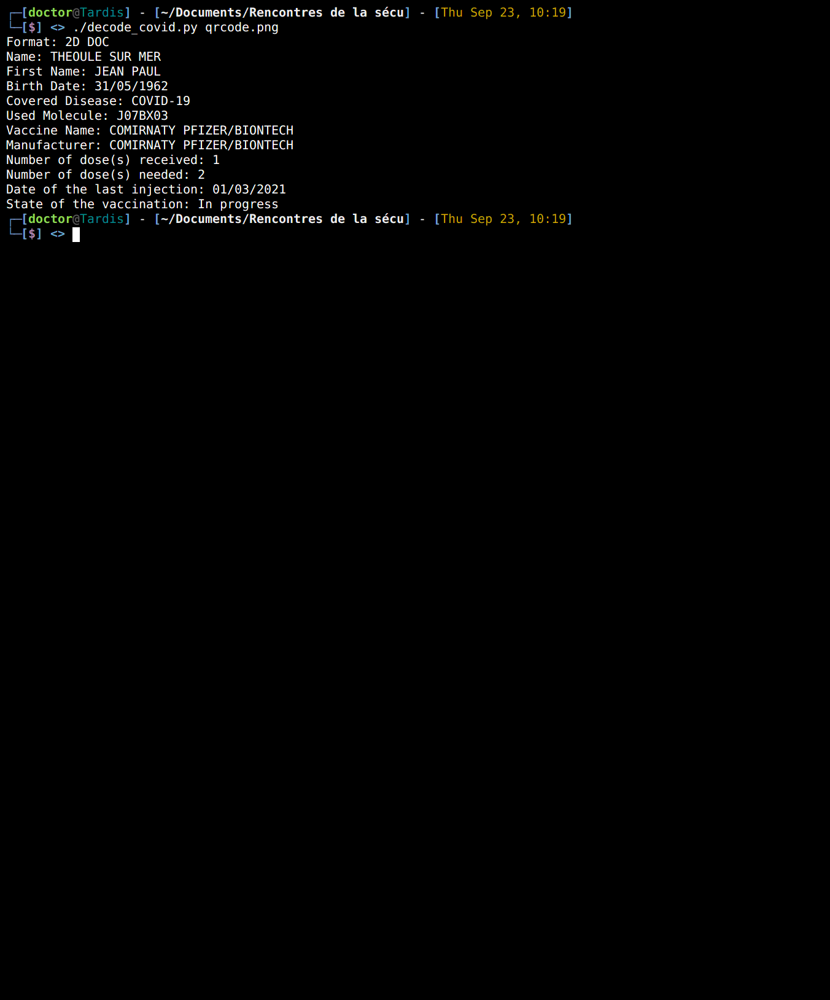 ┌─[doctor@Tardis] - [~/Documents/Rencontres de la sécu] - [Thu Sep 23, 10:19]
└─[$] <> ./decode_covid.py qrcode.png
Format: 2D DOC
Name: THEOULE SUR MER
First Name: JEAN PAUL
Birth Date: 31/05/1962
Covered Disease: COVID-19
Used Molecule: J07BX03
Vaccine Name: COMIRNATY PFIZER/BIONTECH
Manufacturer: COMIRNATY PFIZER/BIONTECH
Number of dose(s) received: 1
Number of dose(s) needed: 2
Date of the last injection: 01/03/2021
State of the vaccination: In progress
┌─[doctor@Tardis] - [~/Documents/Rencontres de la sécu] - [Thu Sep 23, 10:19]
└─[$] <>